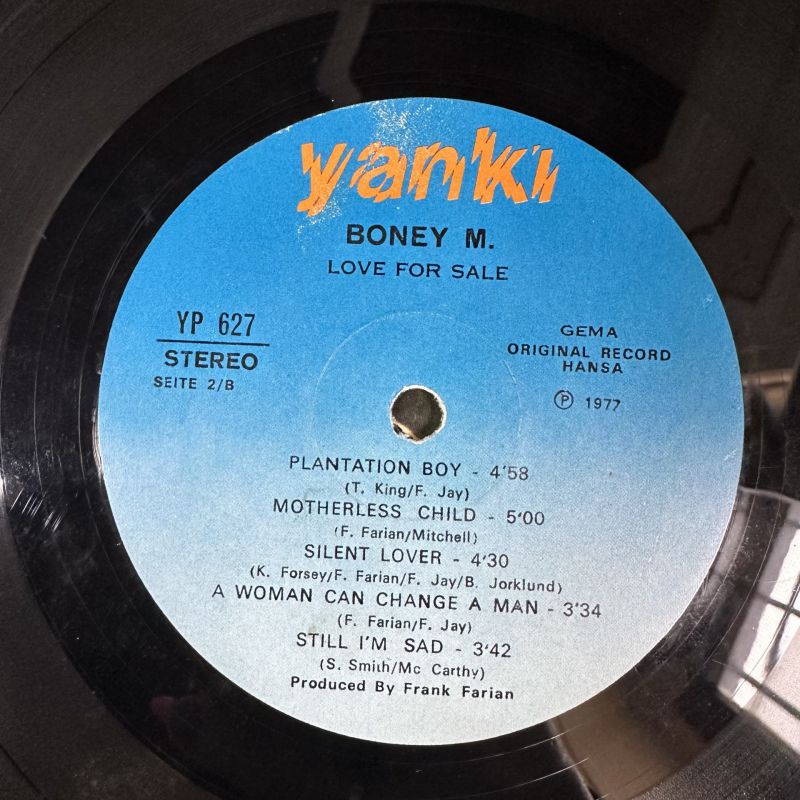 yanki
BONEY M.
LOVE FOR SALE
YP 627
STEREO
SEITE 2/B
GEMA
ORIGINAL RECORD
HANSA
Ⓟ 1977
PLANTATION BOY - 4'58
(T. King/F. Jay)
MOTHERLESS CHILD - 5'00
(F. Farian/Mitchell)
SILENT LOVER - 4'30
(K. Forsey/F. Farian/F. Jay/B. Jorklund)
A WOMAN CAN CHANGE A MAN - 3'34
(F. Farian/F. Jay)
STILL I'M SAD - 3'42
(S. Smith/Mc Carthy)
Produced By Frank Farian